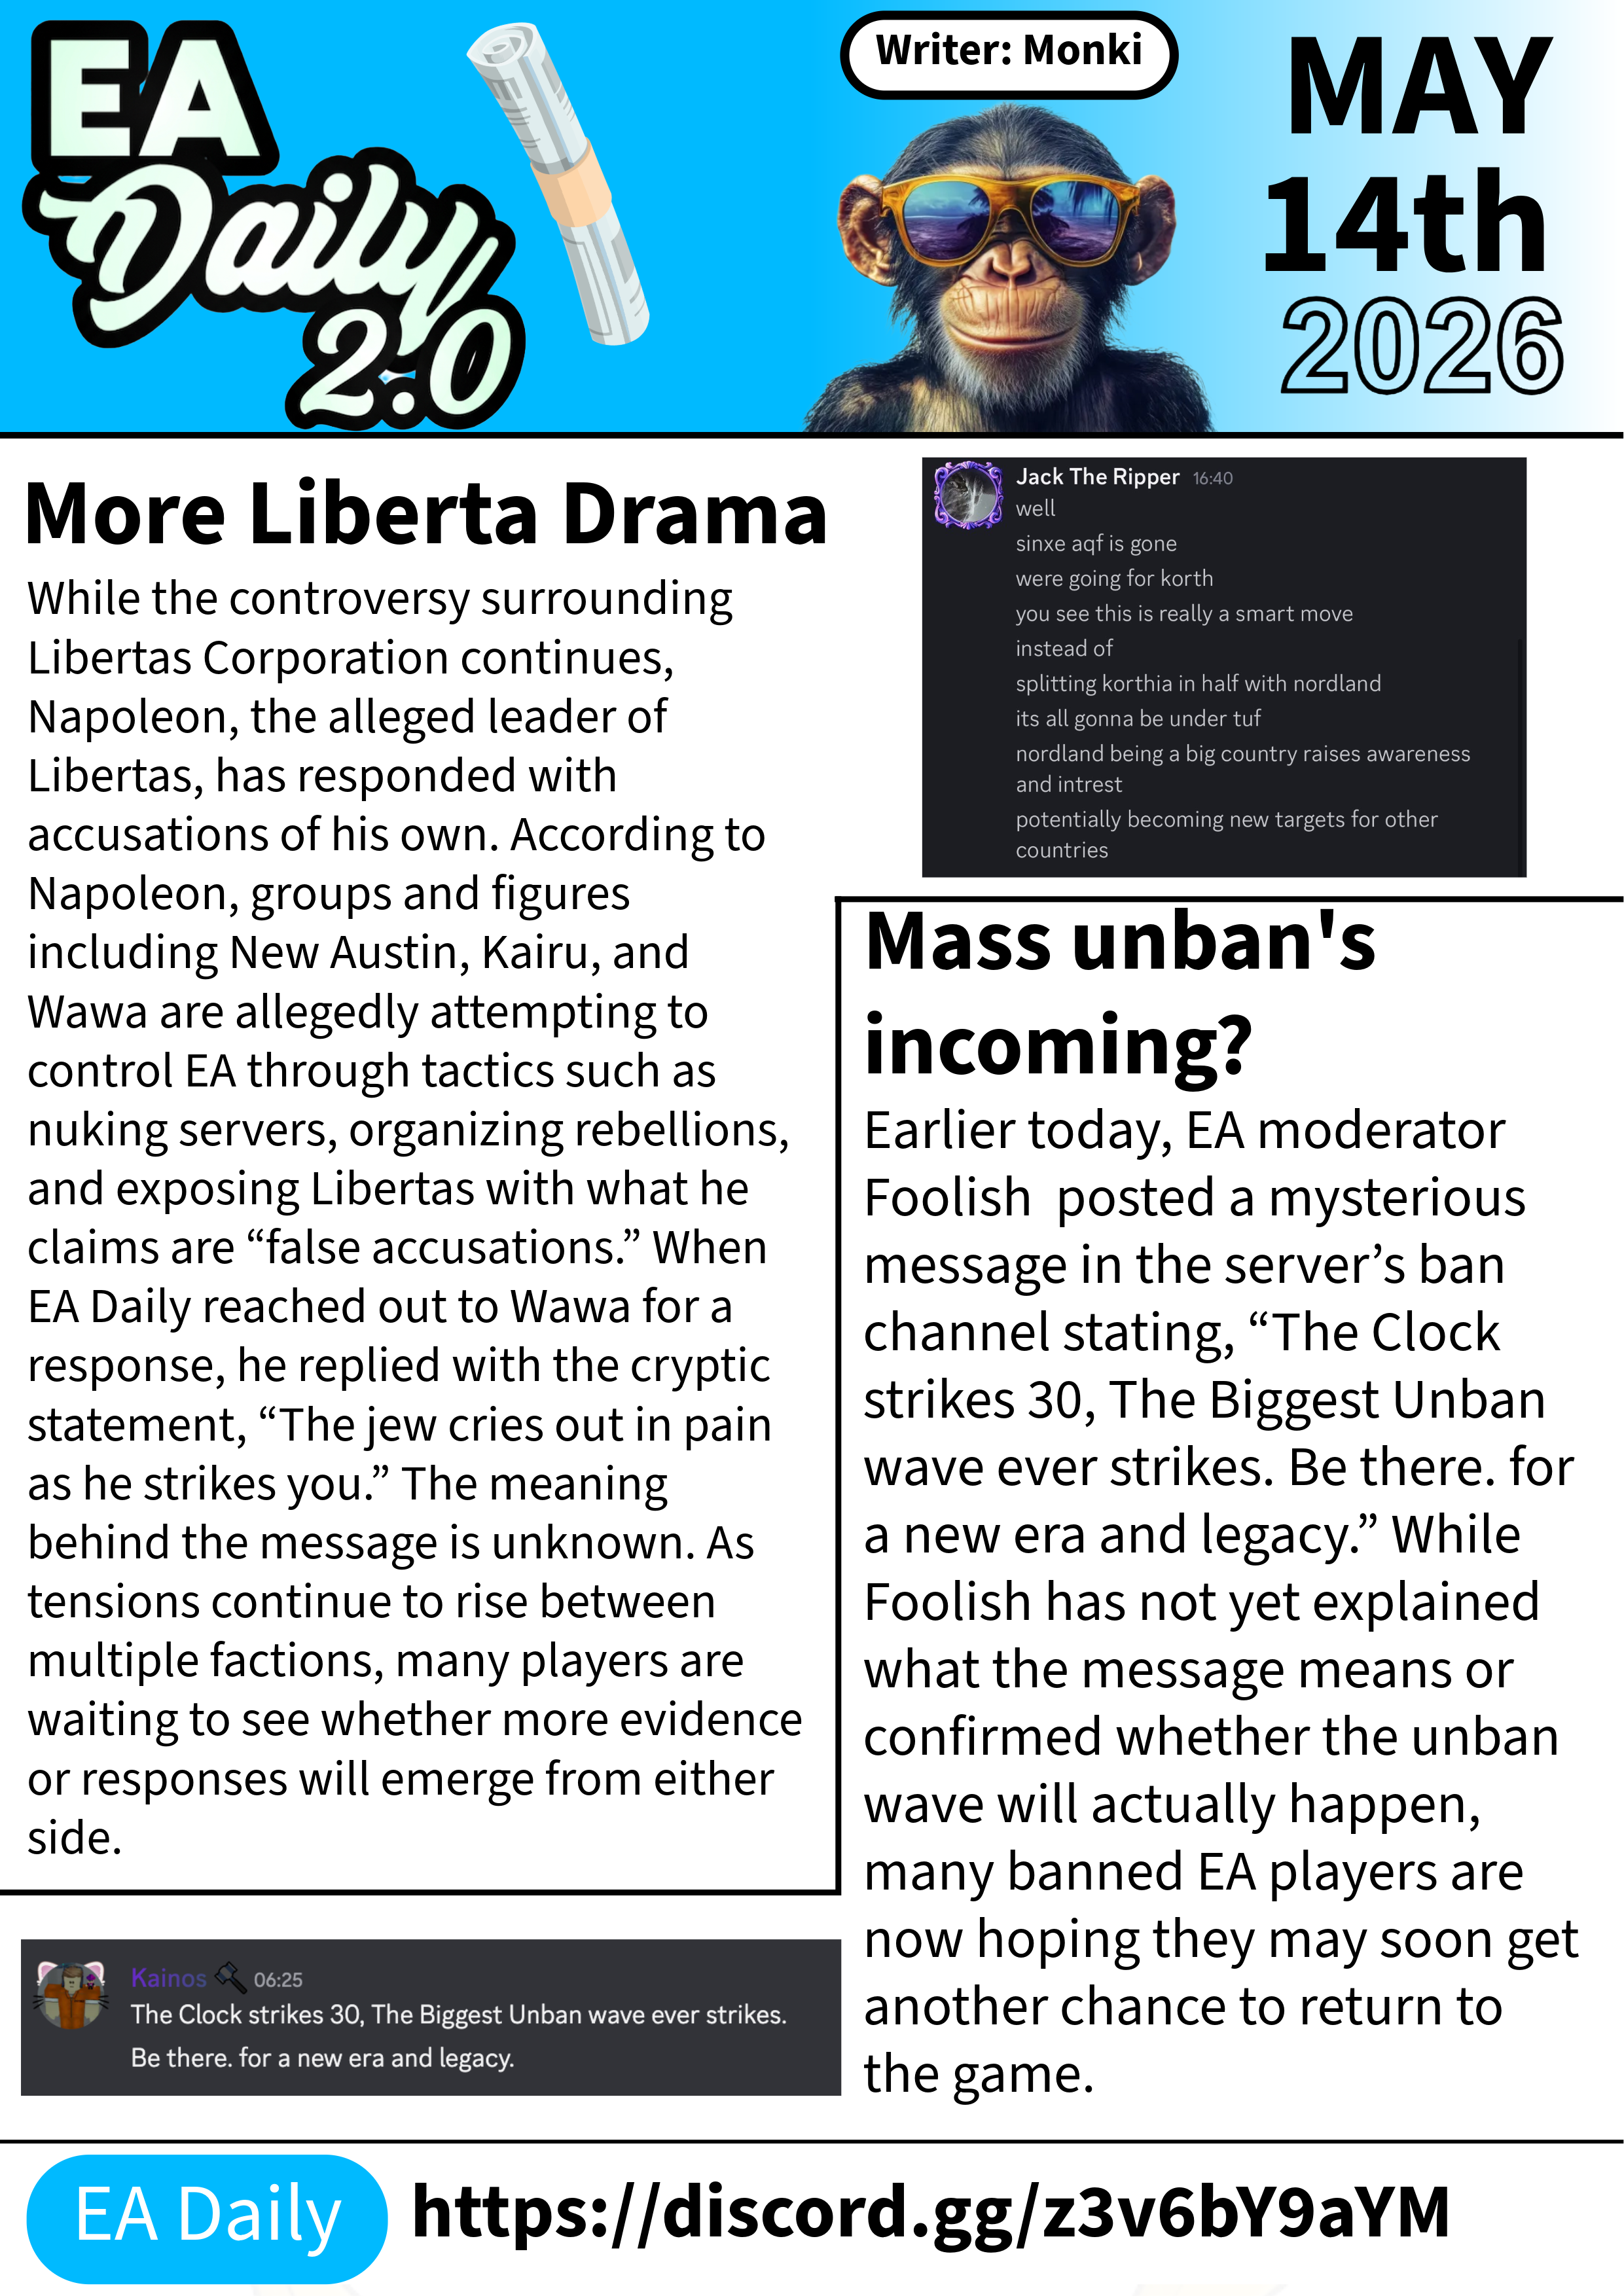 EA
Daily
2.0
Writer: Monki
MAY
14th
2026
More Liberta Drama
While the controversy surrounding
Libertas Corporation continues,
Napoleon, the alleged leader of
Libertas, has responded with
accusations of his own. According to
Napoleon, groups and figures
including New Austin, Kairu, and
Wawa are allegedly attempting to
control EA through tactics such as
nuking servers, organizing rebellions,
and exposing Libertas with what he
claims are “false accusations.” When
EA Daily reached out to Wawa for a
response, he replied with the cryptic
statement, “The jew cries out in pain
as he strikes you.” The meaning
behind the message is unknown. As
tensions continue to rise between
multiple factions, many players are
waiting to see whether more evidence
or responses will emerge from either
side.
Jack The Ripper 16:40
well
sinxe aqf is gone
were going for korth
you see this is really a smart move
instead of
splitting korthia in half with nordland
its all gonna be under tuf
nordland being a big country raises awareness
and intrest
potentially becoming new targets for other
countries
Mass unban's
incoming?
Earlier today, EA moderator
Foolish  posted a mysterious
message in the server’s ban
channel stating, “The Clock
strikes 30, The Biggest Unban
wave ever strikes. Be there. for
a new era and legacy.” While
Foolish has not yet explained
what the message means or
confirmed whether the unban
wave will actually happen,
many banned EA players are
now hoping they may soon get
another chance to return to
the game.
Kainos 06:25
The Clock strikes 30, The Biggest Unban wave ever strikes.
Be there. for a new era and legacy.
EA Daily
https://discord.gg/z3v6bY9aYM